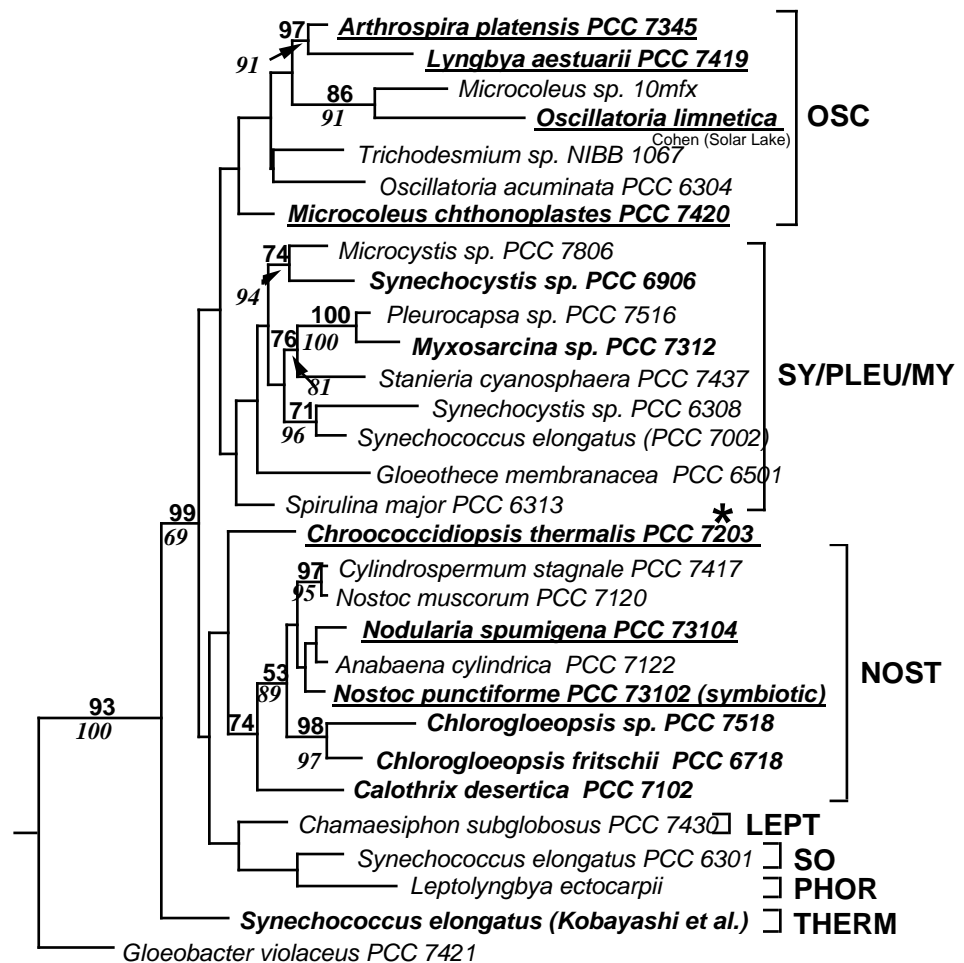 97
Arthrospira platensis PCC 7345
91
Lyngbya aestuarii PCC 7419
86
91
Microcoleus sp. 10mfx
Oscillatoria limnetica
Cohen (Solar Lake)
OSC
Trichodesmium sp. NIBB 1067
Oscillatoria acuminata PCC 6304
Microcoleus chthonoplastes PCC 7420
74
94
Microcystis sp. PCC 7806
Synechocystis sp. PCC 6906
100
100
Pleurocapsa sp. PCC 7516
76
Myxosarcina sp. PCC 7312
81
Stanieria cyanosphaera PCC 7437
SY/PLEU/MY
71
96
Synechocystis sp. PCC 6308
Synechococcus elongatus (PCC 7002)
Gloeothece membranacea PCC 6501
Spirulina major PCC 6313
99
69
*
Chroococcidiopsis thermalis PCC 7203
97
95
Cylindrospermum stagnale PCC 7417
Nostoc muscorum PCC 7120
Nodularia spumigena PCC 73104
53
89
Anabaena cylindrica PCC 7122
NOST
Nostoc punctiforme PCC 73102 (symbiotic)
93
100
74
98
97
Chlorogloeopsis sp. PCC 7518
Chlorogloeopsis fritschii PCC 6718
Calothrix desertica PCC 7102
Chamaesiphon subglobosus PCC 7430
LEPT
Synechococcus elongatus PCC 6301
SO
Leptolyngbya ectocarpii
PHOR
Synechococcus elongatus (Kobayashi et al.)
THERM
Gloeobacter violaceus PCC 7421